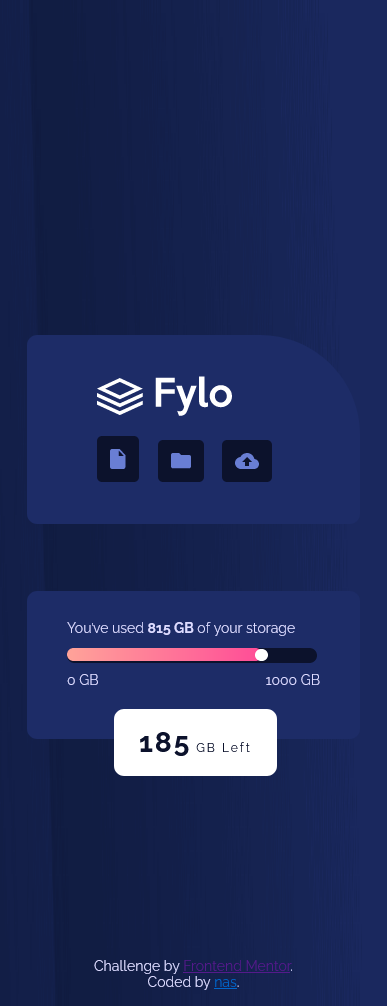 Fylo
You've used 815 GB of your storage
0 GB 1000 GB
185 GB Left
Challenge by Frontend Mentor.
Coded by nas.